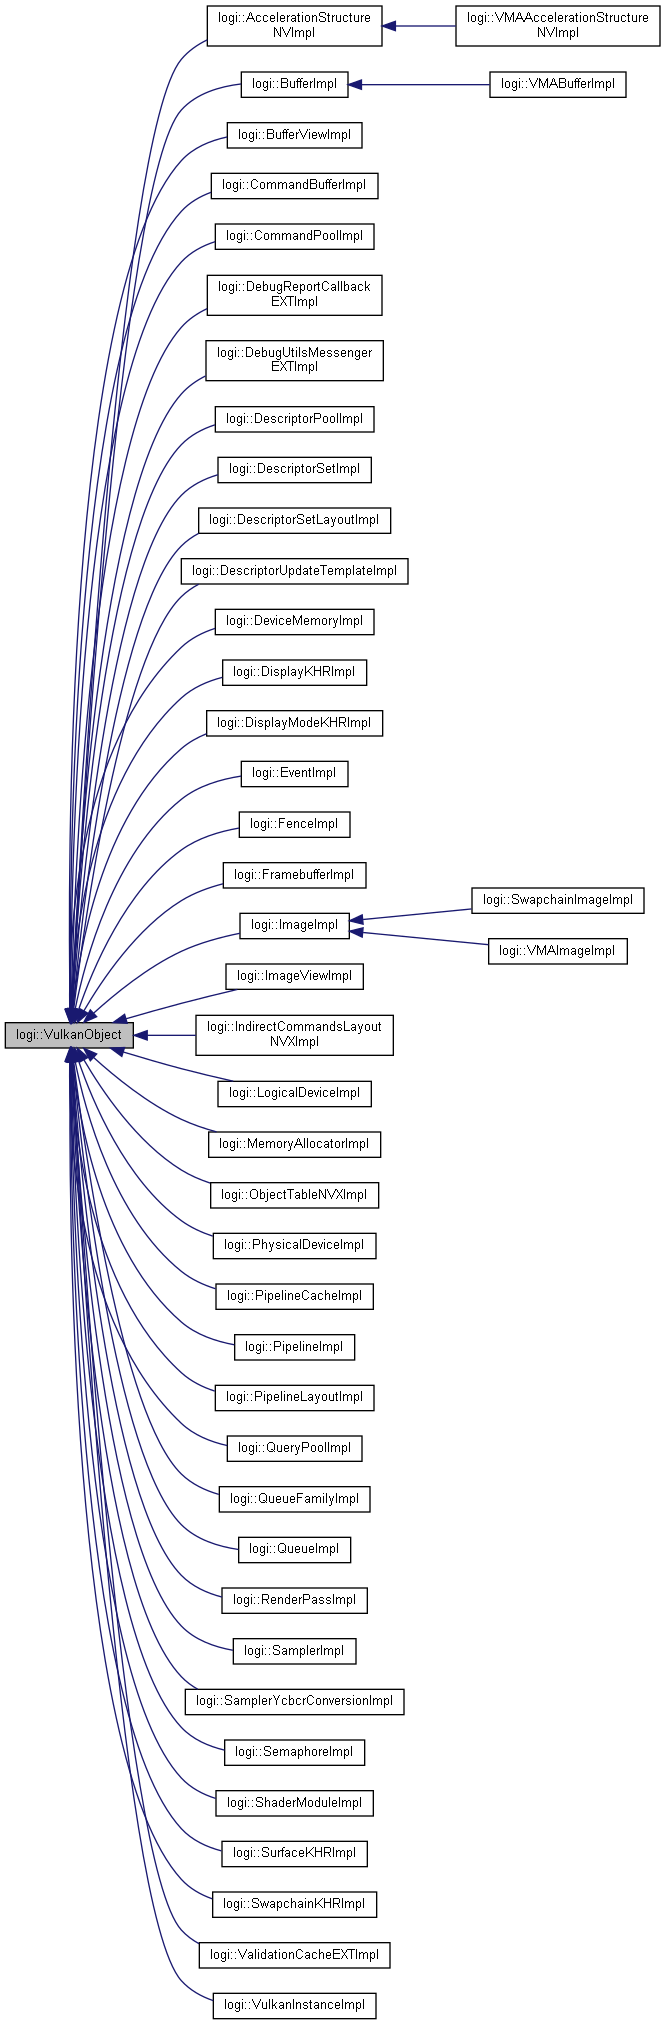 logi::AccelerationStructure
NVImpl
logi::VMAAccelerationStructure
NVImpl
logi::BufferImpl
logi::VMABufferImpl
logi::BufferViewImpl
logi::CommandBufferImpl
logi::CommandPoolImpl
logi::DebugReportCallback
EXTImpl
logi::DebugUtilsMessenger
EXTImpl
logi::DescriptorPoolImpl
logi::DescriptorSetImpl
logi::DescriptorSetLayoutImpl
logi::DescriptorUpdateTemplateImpl
logi::DeviceMemoryImpl
logi::DisplayKHRImpl
logi::DisplayModeKHRImpl
logi::EventImpl
logi::FenceImpl
logi::FramebufferImpl
logi::ImageImpl
logi::SwapchainImageImpl
logi::VMAImageImpl
logi::ImageViewImpl
logi::VulkanObject
logi::IndirectCommandsLayout
NVXImpl
logi::LogicalDeviceImpl
logi::MemoryAllocatorImpl
logi::ObjectTableNVXImpl
logi::PhysicalDeviceImpl
logi::PipelineCacheImpl
logi::PipelineImpl
logi::PipelineLayoutImpl
logi::QueryPoolImpl
logi::QueueFamilyImpl
logi::QueueImpl
logi::RenderPassImpl
logi::SamplerImpl
logi::SamplerYcbcrConversionImpl
logi::SemaphoreImpl
logi::ShaderModuleImpl
logi::SurfaceKHRImpl
logi::SwapchainKHRImpl
logi::ValidationCacheEXTImpl
logi::VulkanInstanceImpl